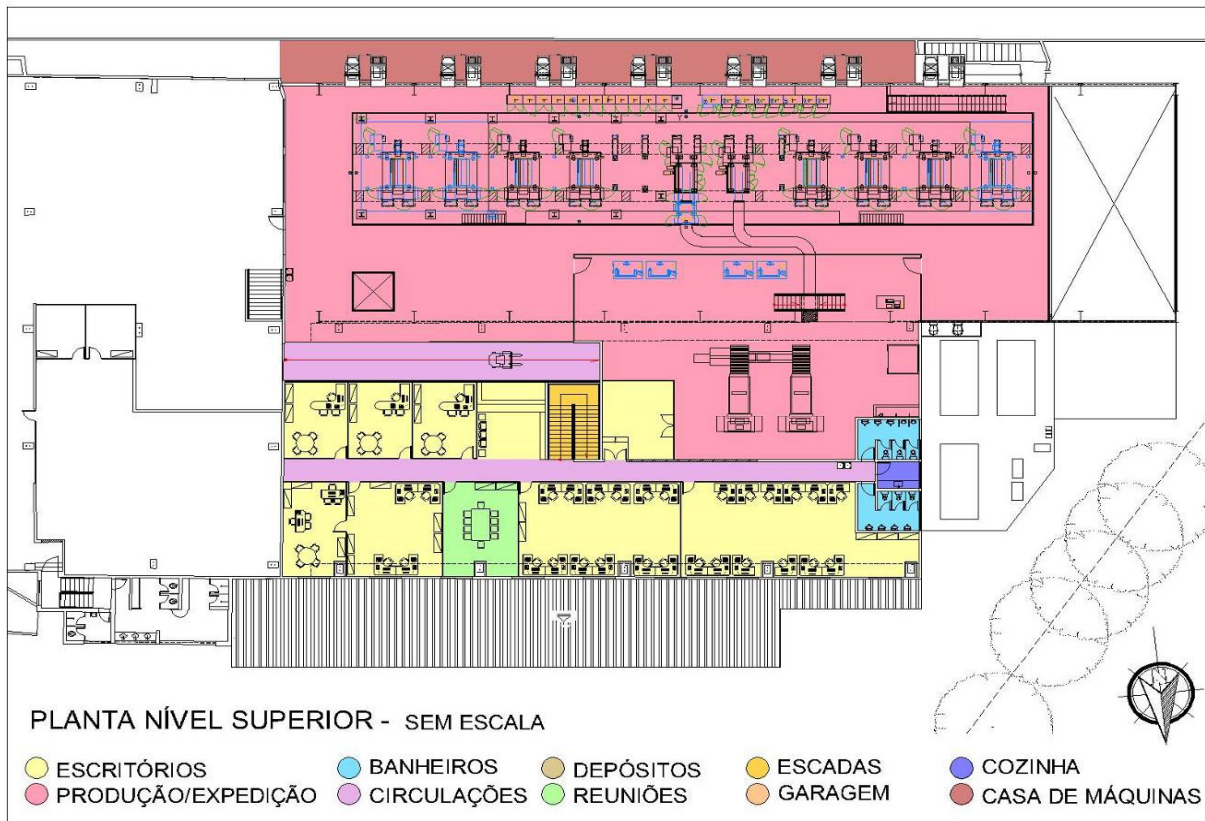 PLANTA NÍVEL SUPERIOR - SEM ESCALA
ESCRITÓRIOS
BANHEIROS
DEPÓSITOS
ESCADAS
COZINHA
PRODUÇÃO/EXPEDIÇÃO
CIRCULAÇÕES
REUNIÕES
GARAGEM
CASA DE MÁQUINAS